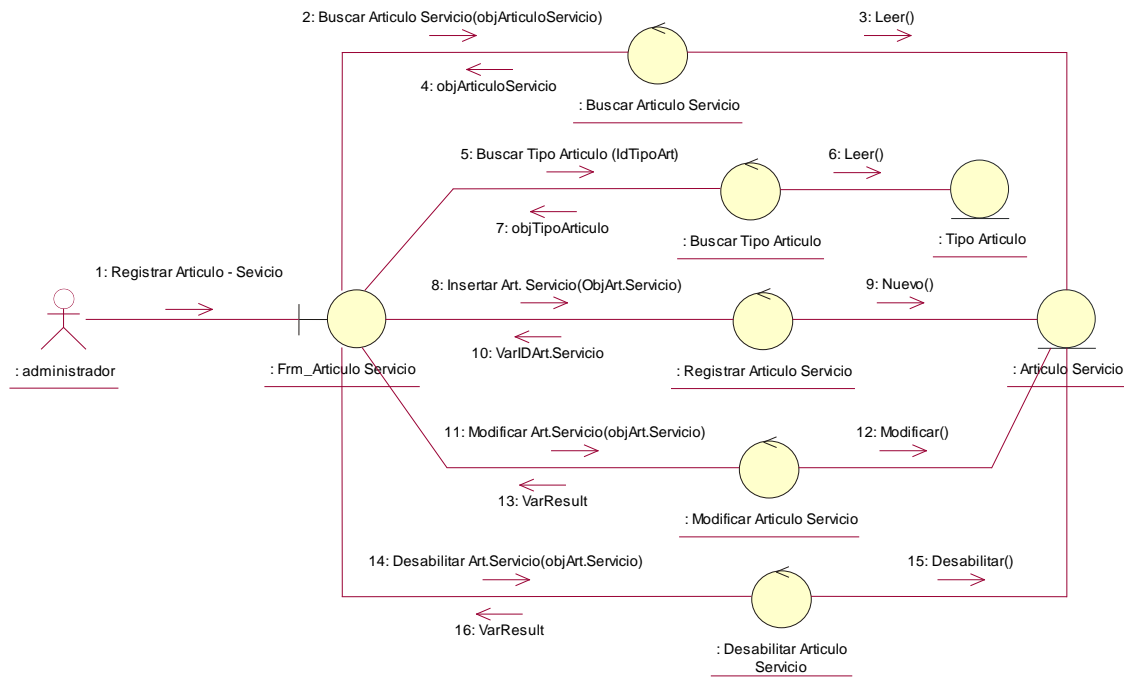 2: Buscar Articulo Servicio(objArticuloServicio)
3: Leer()
4: objArticuloServicio
: Buscar Articulo Servicio
5: Buscar Tipo Articulo (IdTipoArt)
6: Leer()
7: objTipoArticulo
: Buscar Tipo Articulo
: Tipo Articulo
1: Registrar Articulo - Sevicio
8: Insertar Art. Servicio(ObjArt.Servicio)
9: Nuevo()
10: VarIDArt.Servicio
: administrador
: Frm_Articulo Servicio
: Registrar Articulo Servicio
: Articulo Servicio
11: Modificar Art.Servicio(objArt.Servicio)
12: Modificar()
13: VarResult
: Modificar Articulo Servicio
14: Desabilitar Art.Servicio(objArt.Servicio)
15: Desabilitar()
16: VarResult
: Desabilitar Articulo
Servicio